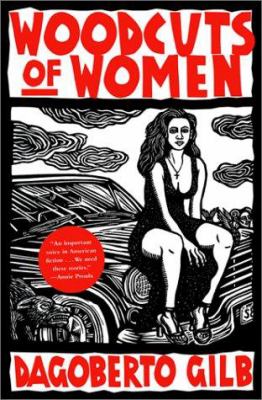 WOODCUTS
OF WOMEN
"An important
voice in American
fiction . . . We need
these stories."
—Annie Proulx
DAGOBERTO GILB